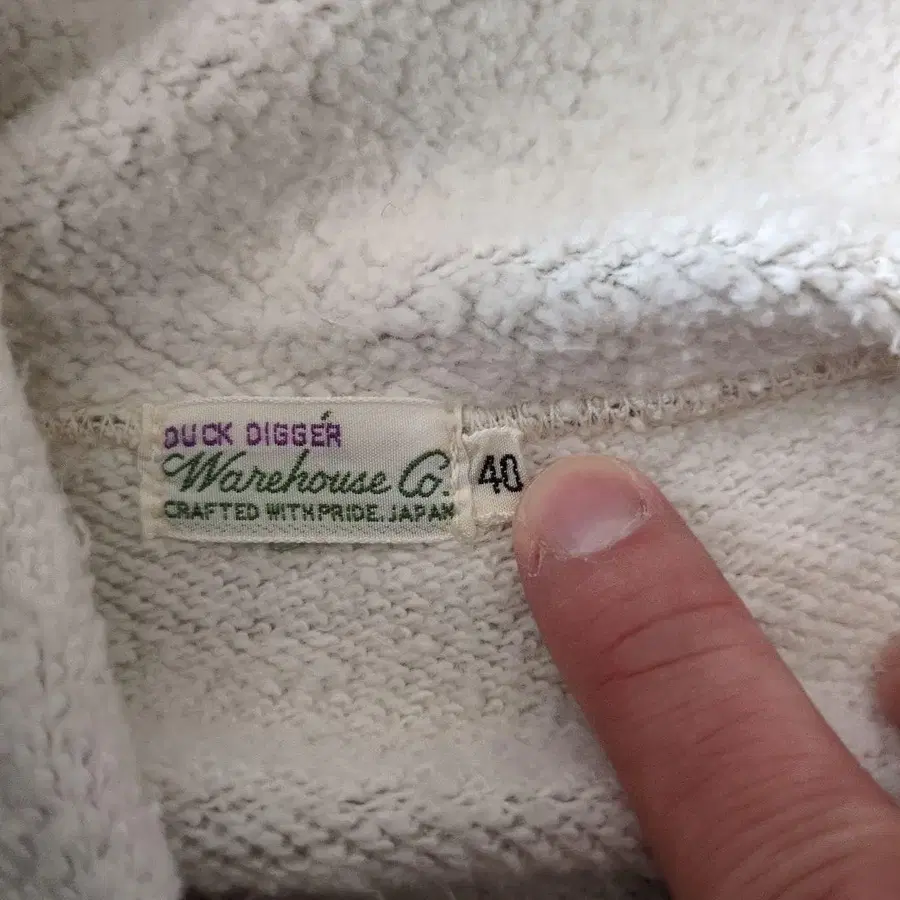 DUCK DIGGER
Warehouse Co.
CRAFTED WITH PRIDE. JAPAN
40